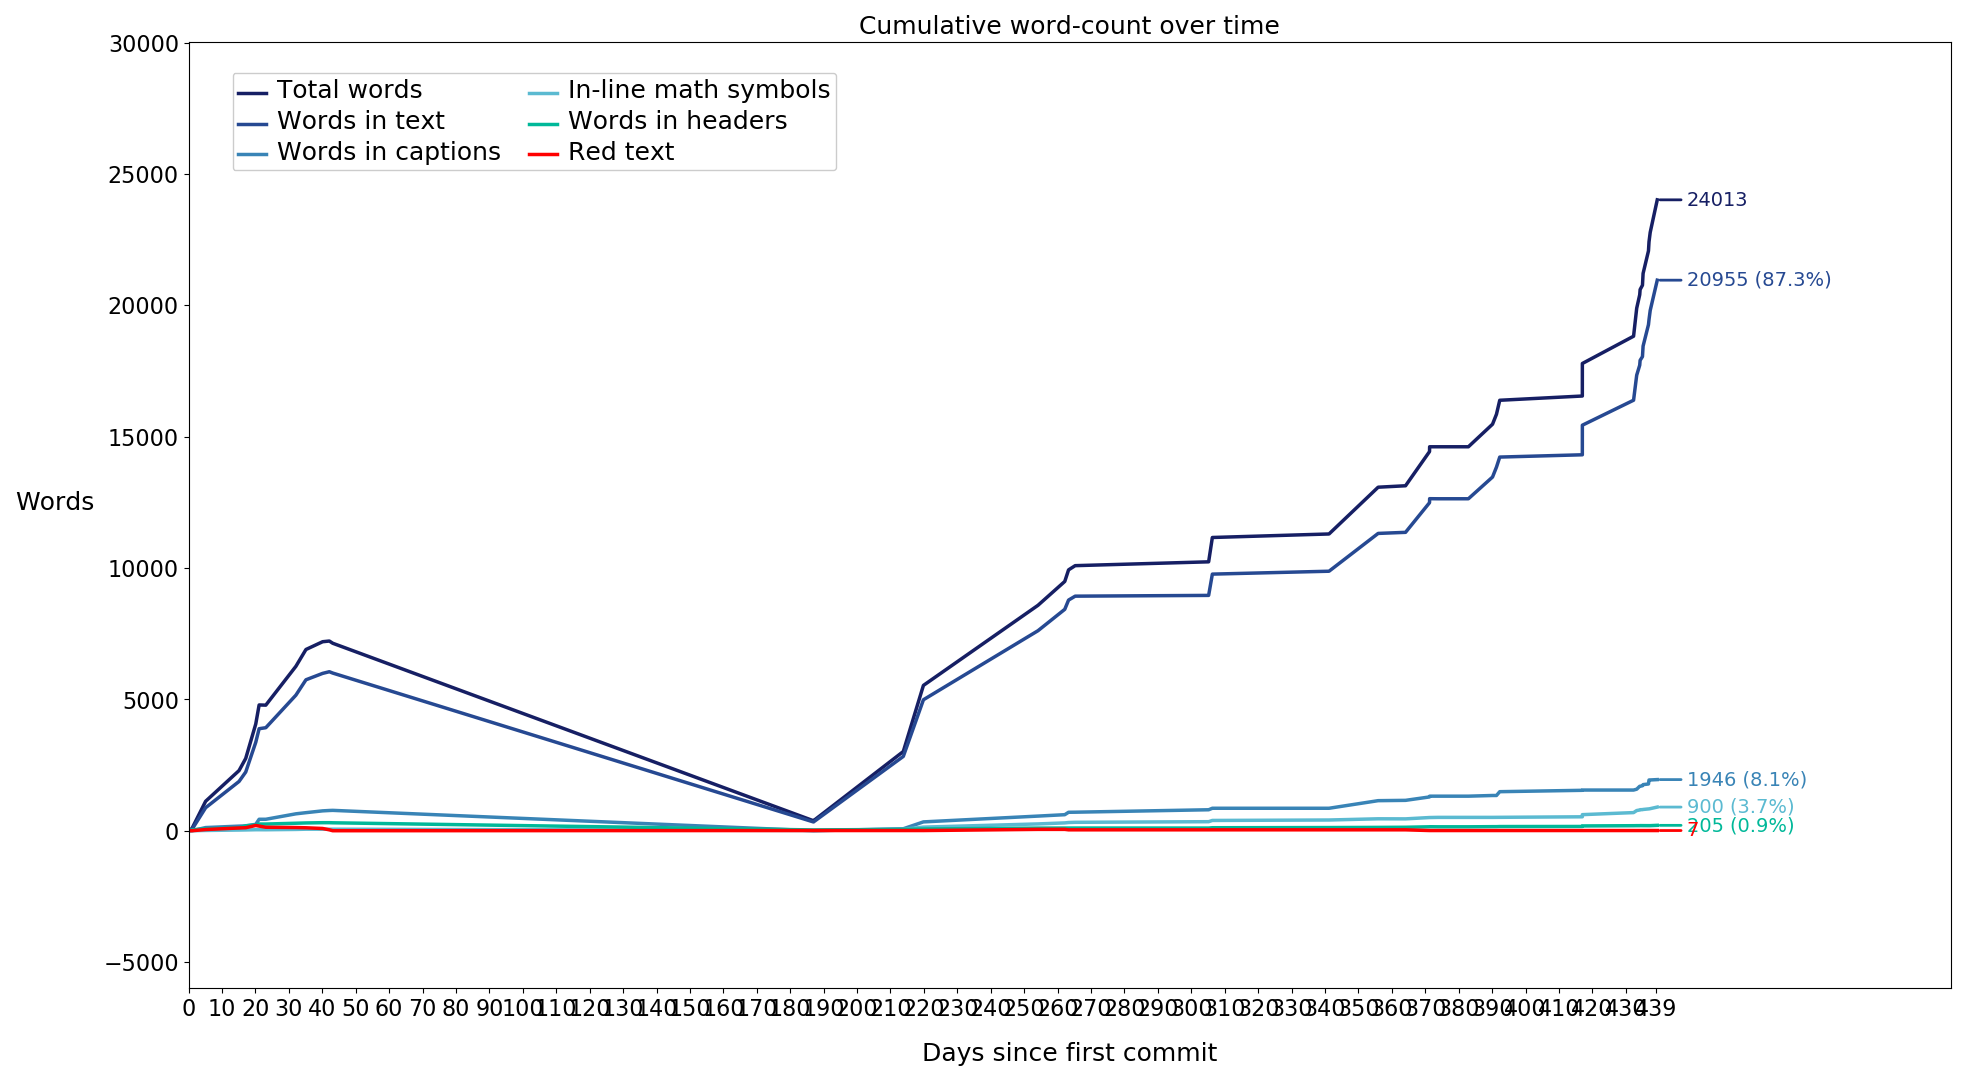 Cumulative word-count over time
30000
25000
20000
15000
10000
5000
0
−5000
Words
Total words
Words in text
Words in captions
In-line math symbols
Words in headers
Red text
24013
20955 (87.3%)
1946 (8.1%)
900 (3.7%)
205 (0.9%)
7
0 10 20 30 40 50 60 70 80 90 100 110 120 130 140 150 160 170 180 190 200 210 220 230 240 250 260 270 280 290 300 310 320 330 340 350 360 370 380 390 400 410 420 430 439
Days since first commit